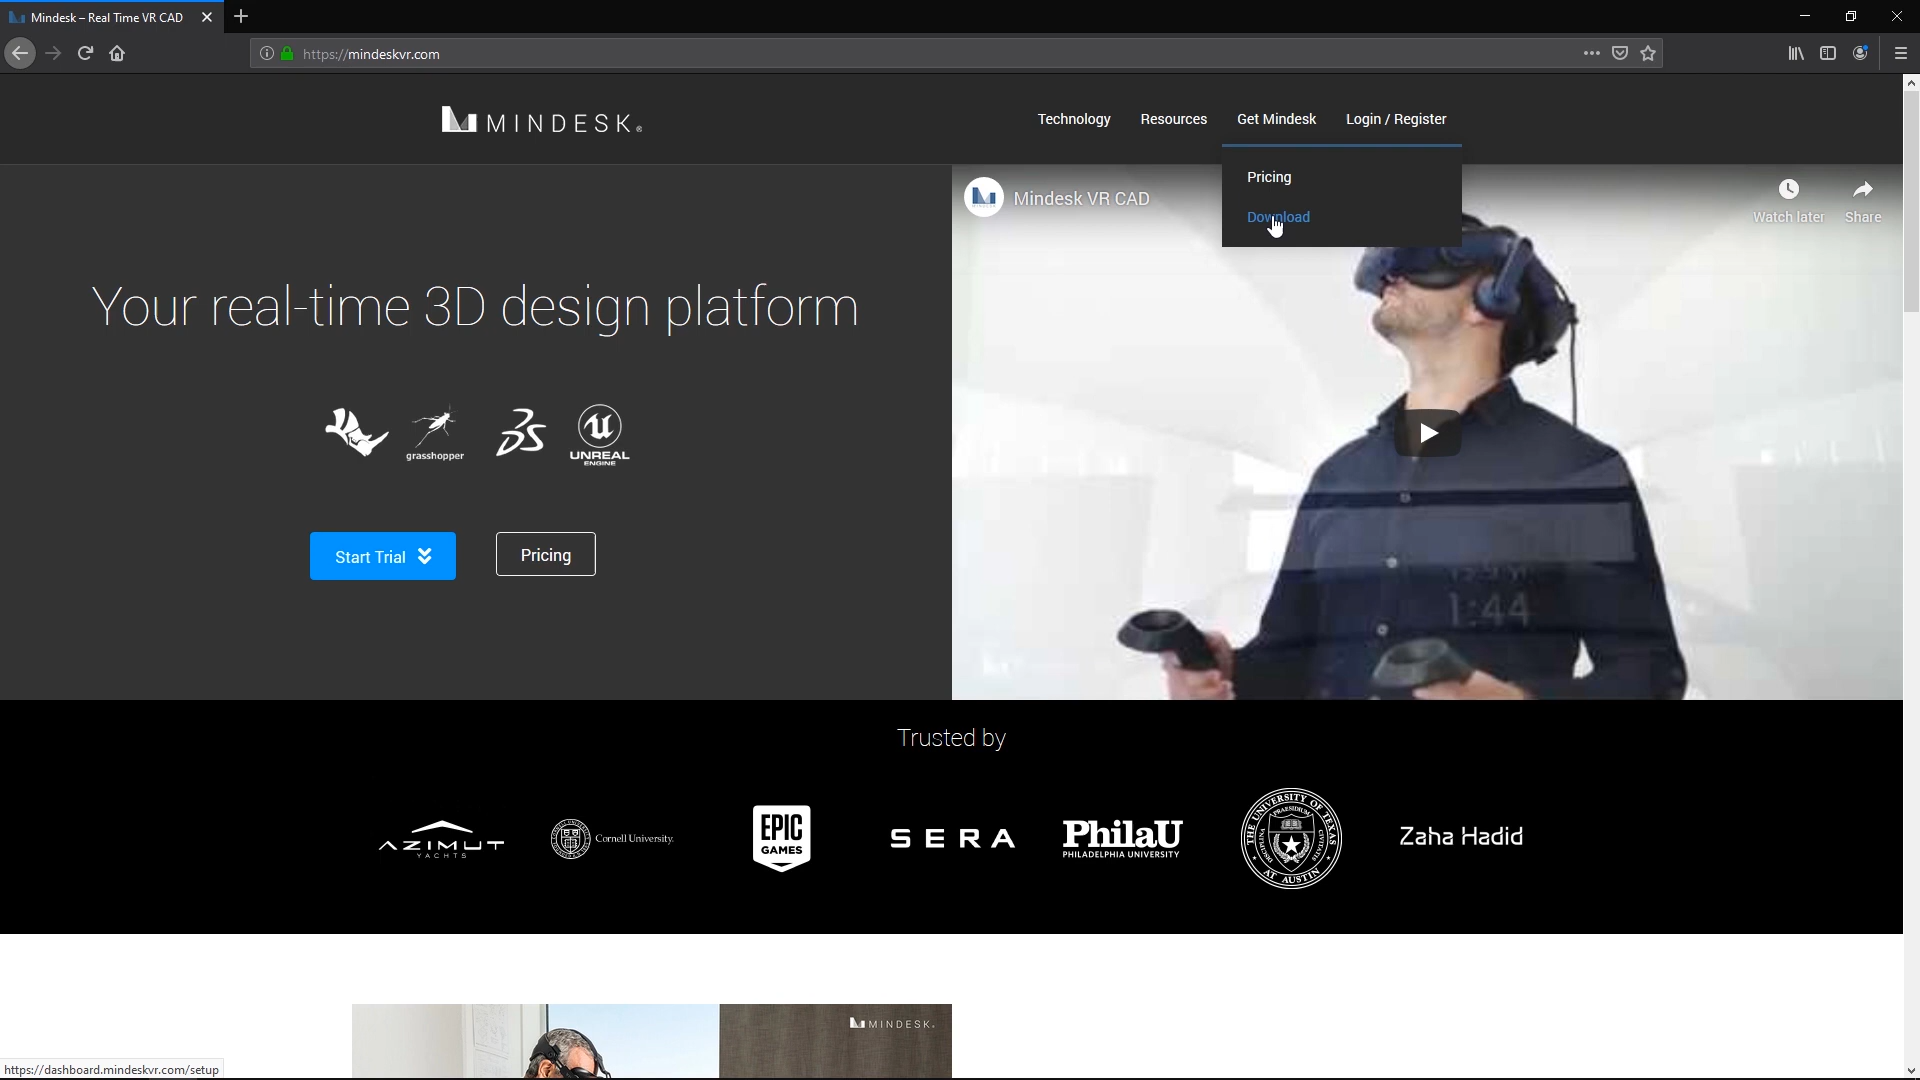 Mindesk – Real Time VR CAD
https://mindeskvr.com
MINDESK®
Technology
Resources
Get Mindesk
Login / Register
Pricing
Download
Your real-time 3D design platform
grasshopper
UNREAL
ENGINE
Start Trial
Pricing
Mindesk VR CAD
Watch later
Share
1:44
Trusted by
AZIMUT
YACHTS
Cornell University
EPIC
GAMES
SERA
PhilaU
PHILADELPHIA UNIVERSITY
THE UNIVERSITY OF TEXAS
AT AUSTIN
PRAESIDIUM
CIVITATIS
DISCIPLINA
Zaha Hadid
MINDESK®
https://dashboard.mindeskvr.com/setup